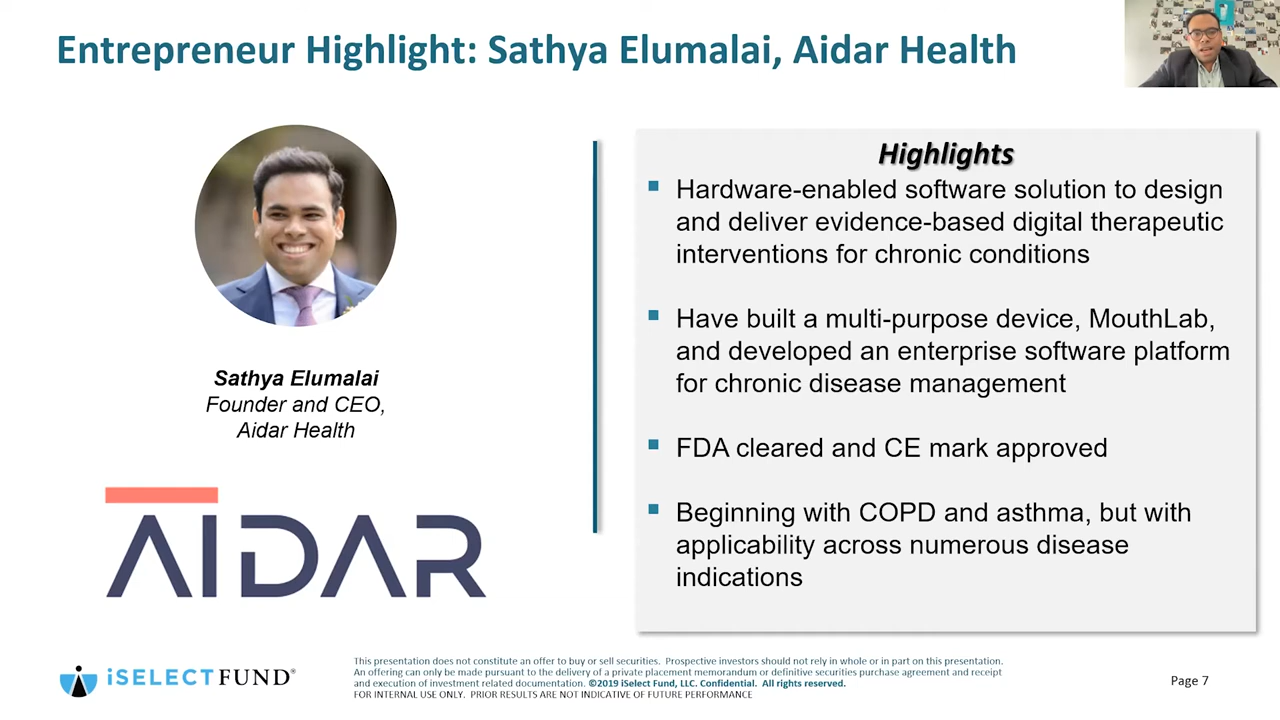 Entrepreneur Highlight: Sathya Elumalai, Aidar Health
Sathya Elumalai
Founder and CEO,
Aidar Health
AIDAR
Highlights
Hardware-enabled software solution to design
and deliver evidence-based digital therapeutic
interventions for chronic conditions
Have built a multi-purpose device, MouthLab,
and developed an enterprise software platform
for chronic disease management
FDA cleared and CE mark approved
Beginning with COPD and asthma, but with
applicability across numerous disease
indications
iSELECTFUND®
This presentation does not constitute an offer to buy or sell securities. Prospective investors should not rely in whole or in part on this presentation.
An offering can only be made pursuant to the delivery of a private placement memorandum or definitive securities purchase agreement and receipt
and execution of investment related documentation. ©2019 iSelect Fund, LLC. Confidential. All rights reserved.
FOR INTERNAL USE ONLY. PRIOR RESULTS ARE NOT INDICATIVE OF FUTURE PERFORMANCE
Page 7